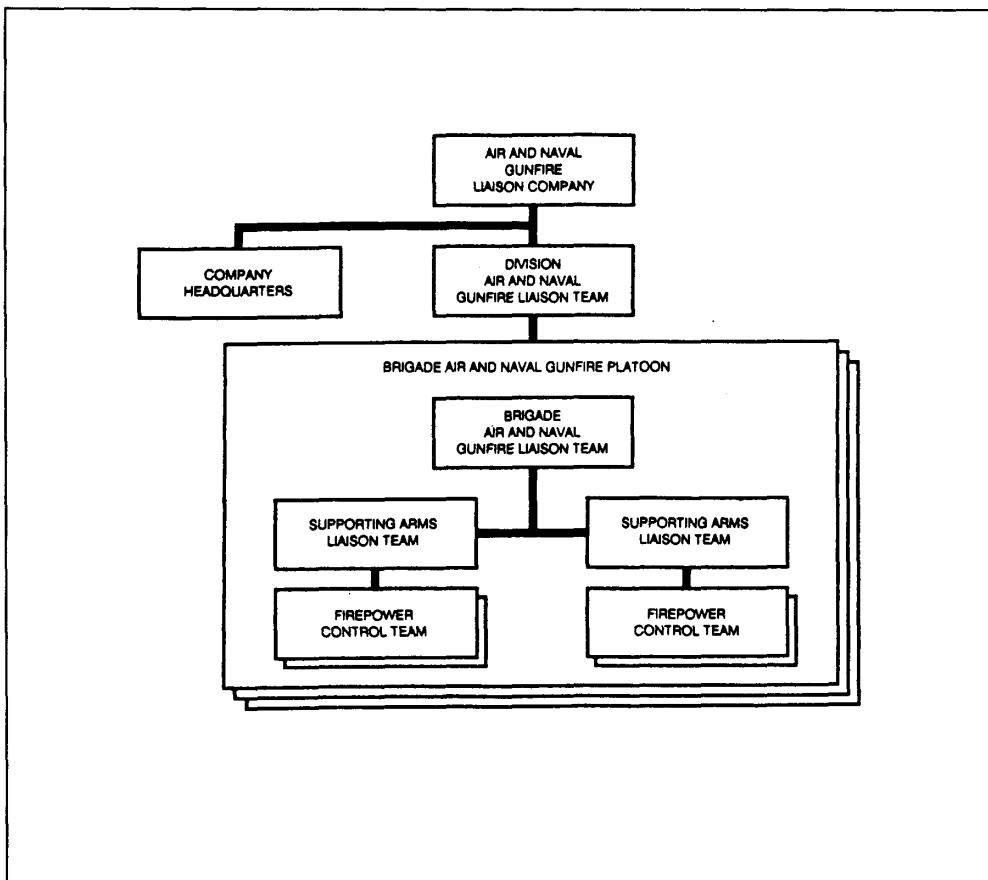 AIR AND NAVAL
GUNFIRE
LIAISON COMPANY
COMPANY
HEADQUARTERS
DIVISION
AIR AND NAVAL
GUNFIRE LIAISON TEAM
BRIGADE AIR AND NAVAL GUNFIRE PLATOON
BRIGADE
AIR AND NAVAL
GUNFIRE LIAISON TEAM
SUPPORTING ARMS
LIAISON TEAM
SUPPORTING ARMS
LIAISON TEAM
FIREPOWER
CONTROL TEAM
FIREPOWER
CONTROL TEAM